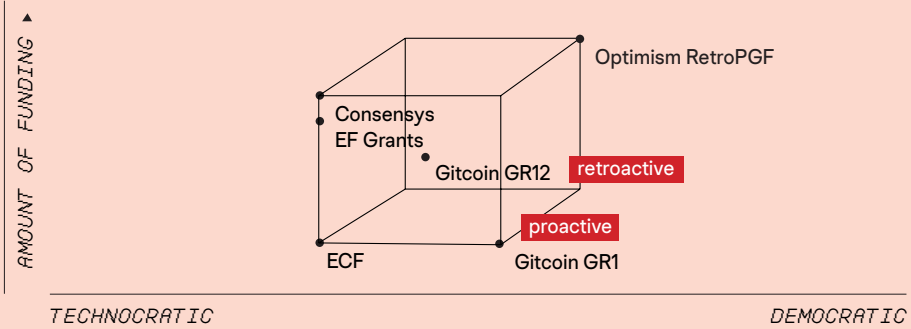 AMOUNT OF FUNDING ▲
Optimism RetroPGF
Consensys
EF Grants
Gitcoin GR12
retroactive
proactive
ECF
Gitcoin GR1
TECHNOCRATIC
DEMOCRATIC